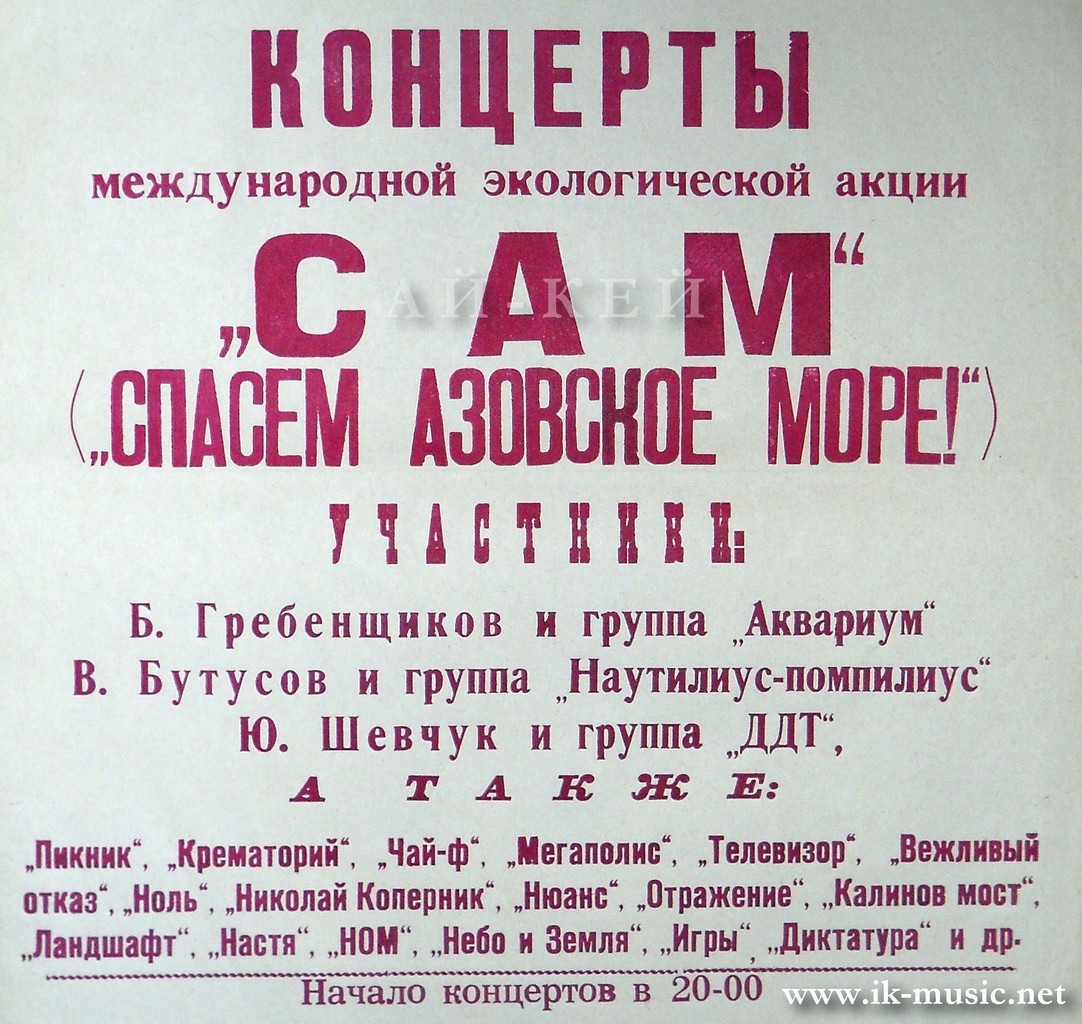 КОНЦЕРТЫ
международной экологической акции
„САМ“
АЙ-КЕЙ
(„СПАСЕМ АЗОВСКОЕ МОРЕ!“)
УЧАСТНИКИ:
Б. Гребенщиков и группа „Аквариум“
В. Бутусов и группа „Наутилиус-помпилиус“
Ю. Шевчук и группа „ДДТ“,
А ТАКЖЕ:
„Пикник“, „Крематорий“, „Чай-ф“, „Мегаполис“, „Телевизор“, „Вежливый
отказ“, „Ноль“, „Николай Коперник“, „Нюанс“, „Отражение“, „Калинов мост“,
„Ландшафт“, „Настя“, „НОМ“, „Небо и Земля“, „Игры“, „Диктатура“ и др.
Начало концертов в 20-00
www.ik-music.net